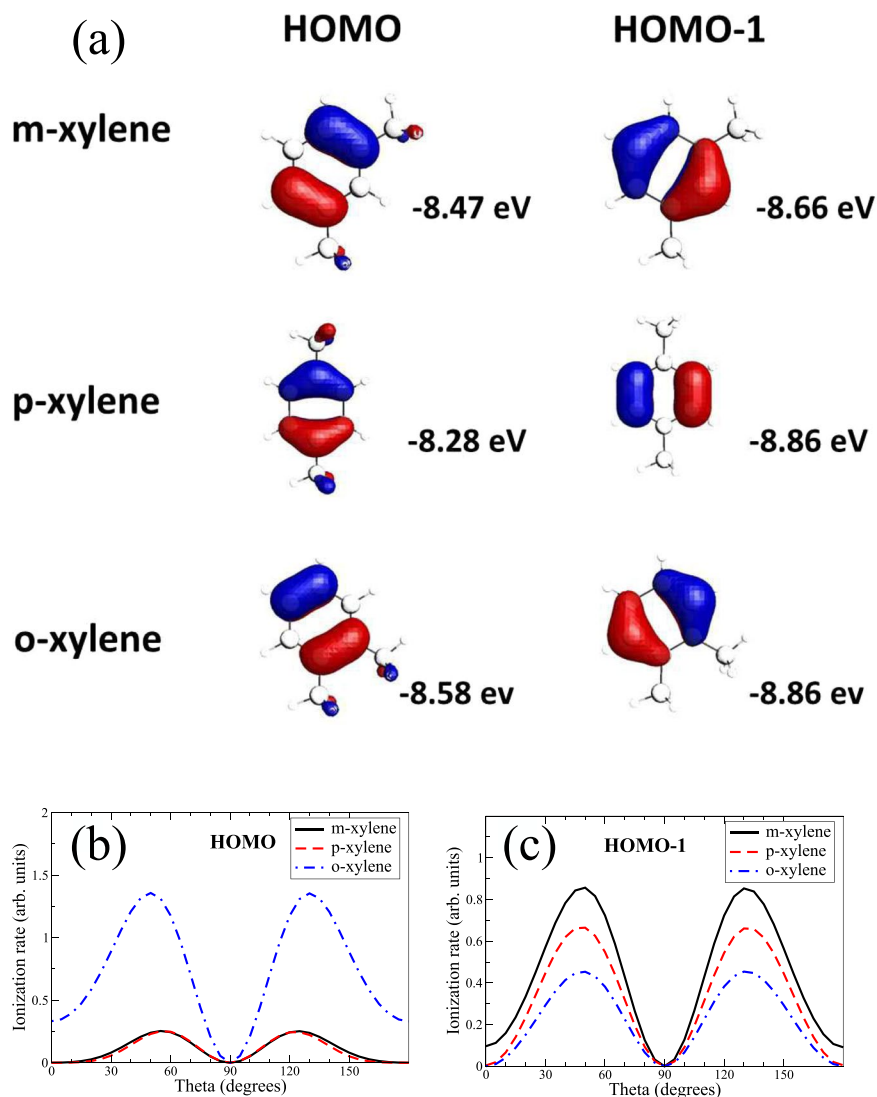 (a) HOMO HOMO-1
m-xylene
-8.47 eV -8.66 eV
p-xylene
-8.28 eV -8.86 eV
o-xylene
-8.58 ev -8.86 eV
(b)
HOMO
m-xylene
p-xylene
o-xylene
Ionization rate (arb. units)
2
1.5
1
0.5
0
0 30 60 90 120 150
Theta (degrees)
(c)
HOMO-1
m-xylene
p-xylene
o-xylene
Ionization rate (arb. units)
1
0.8
0.6
0.4
0.2
0
0 30 60 90 120 150
Theta (degrees)